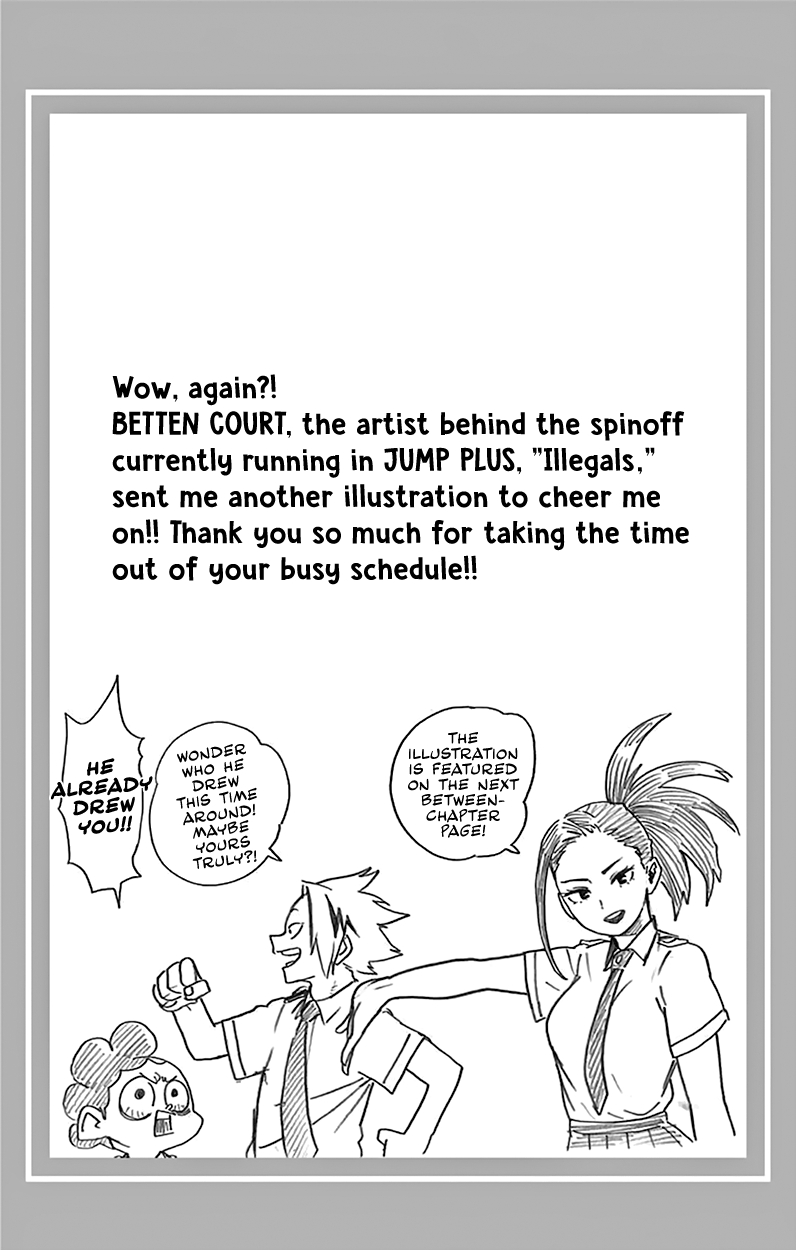 Wow, again?!
BETTEN COURT, the artist behind the spinoff
currently running in JUMP PLUS, "Illegals,"
sent me another illustration to cheer me
on!! Thank you so much for taking the time
out of your busy schedule!!
THE
ILLUSTRATION
IS FEATURED
ON THE NEXT
BETWEEN-
CHAPTER
PAGE!
WONDER
WHO HE
DREW
THIS TIME
AROUND!
MAYBE
YOURS
TRULY?!
HE
ALREADY
DREW
YOU!!